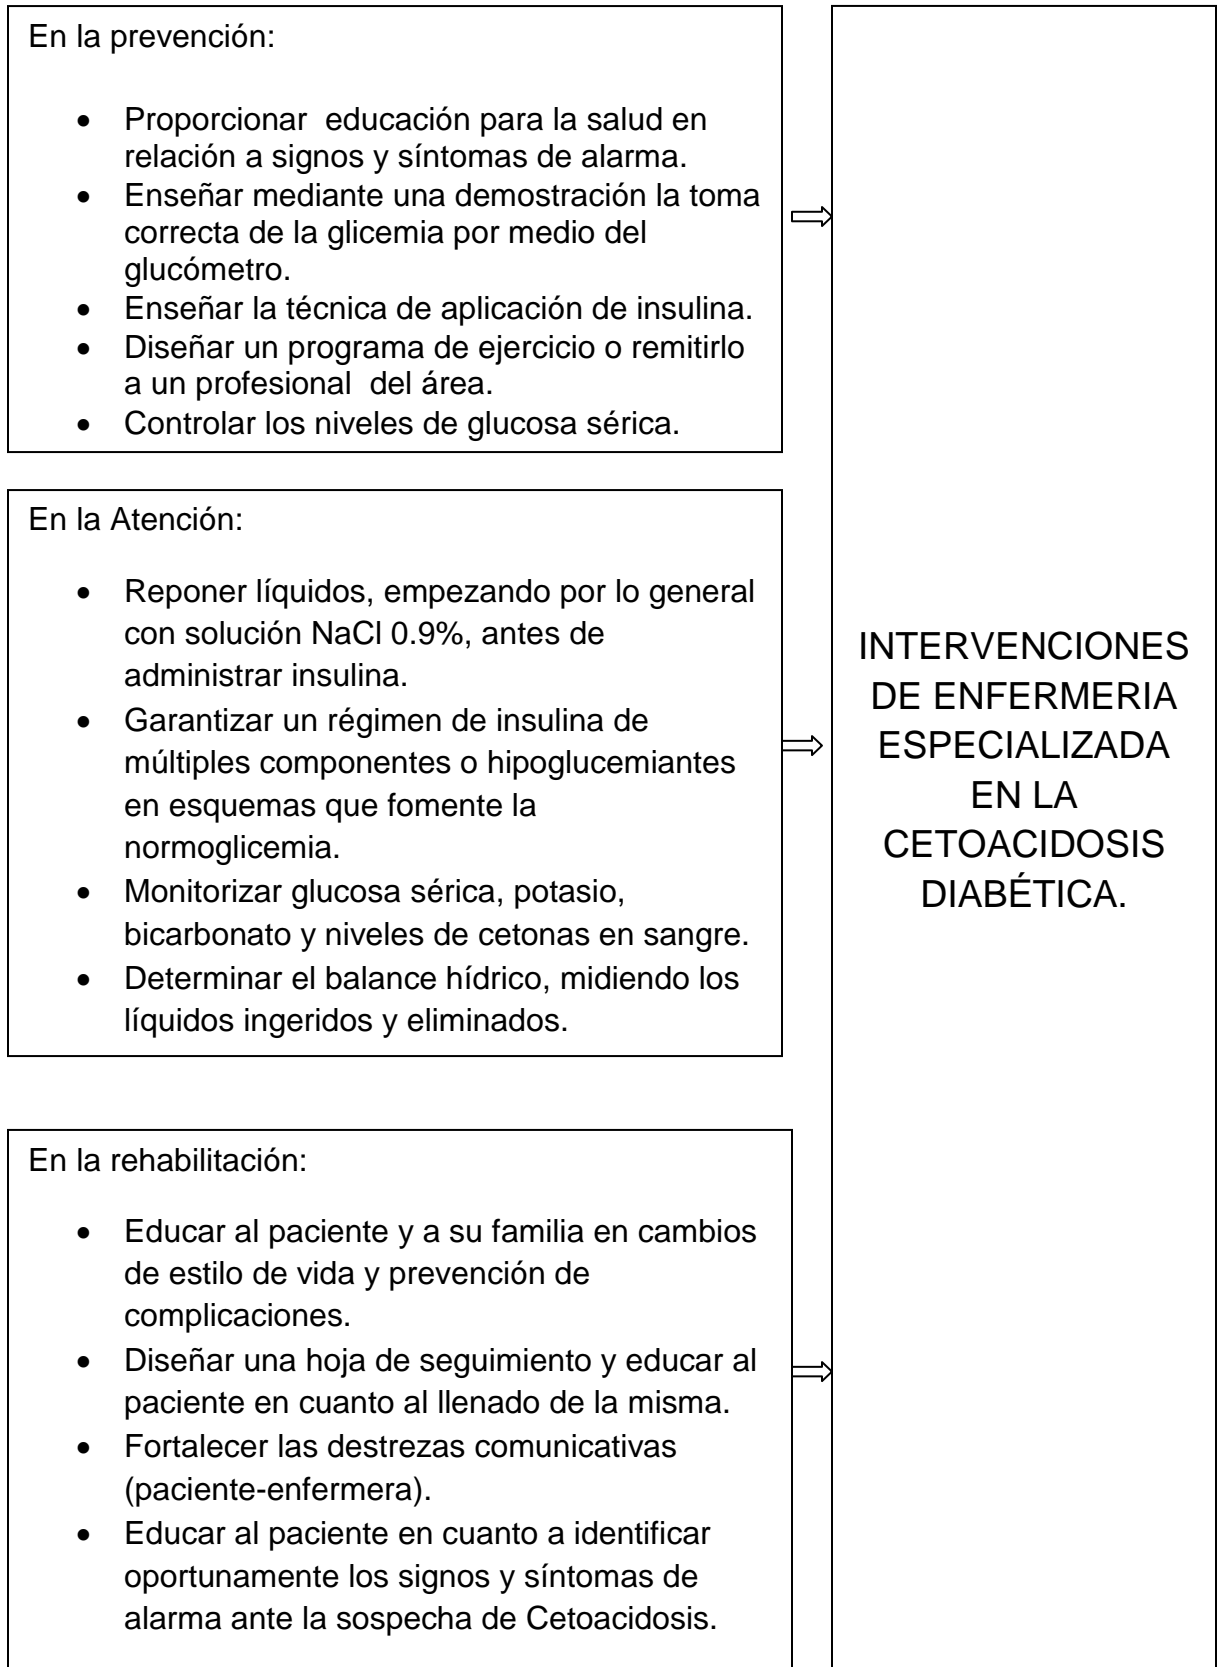 En la prevención:
• Proporcionar educación para la salud en
relación a signos y síntomas de alarma.
• Enseñar mediante una demostración la toma
correcta de la glicemia por medio del
glucómetro.
• Enseñar la técnica de aplicación de insulina.
• Diseñar un programa de ejercicio o remitirlo
a un profesional del área.
• Controlar los niveles de glucosa sérica.
En la Atención:
• Reponer líquidos, empezando por lo general
con solución NaCl 0.9%, antes de
administrar insulina.
• Garantizar un régimen de insulina de
múltiples componentes o hipoglucemiantes
en esquemas que fomente la
normoglicemia.
• Monitorizar glucosa sérica, potasio,
bicarbonato y niveles de cetonas en sangre.
• Determinar el balance hídrico, midiendo los
líquidos ingeridos y eliminados.
En la rehabilitación:
• Educar al paciente y a su familia en cambios
de estilo de vida y prevención de
complicaciones.
• Diseñar una hoja de seguimiento y educar al
paciente en cuanto al llenado de la misma.
• Fortalecer las destrezas comunicativas
(paciente-enfermera).
• Educar al paciente en cuanto a identificar
oportunamente los signos y síntomas de
alarma ante la sospecha de Cetoacidosis.
INTERVENCIONES
DE ENFERMERIA
ESPECIALIZADA
EN LA
CETOACIDOSIS
DIABÉTICA.